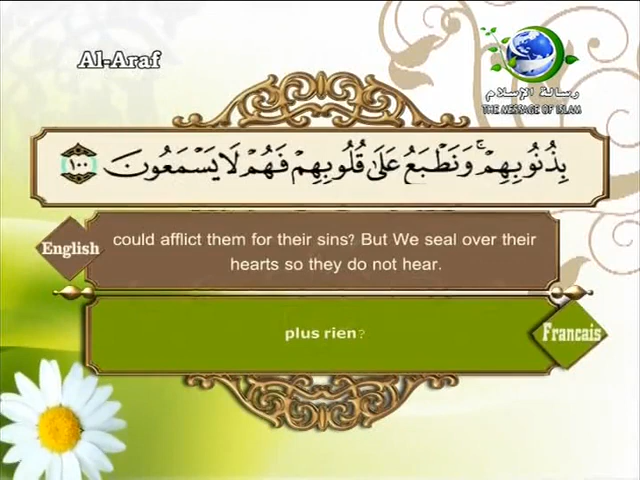 Al-Araf
رسالة الإسلام
THE MESSAGE OF ISLAM
بِذُنُوبِهِمْ ۚ وَنَطْبَعُ عَلَىٰ قُلُوبِهِمْ فَهُمْ لَا يَسْمَعُونَ ١٠٠
English
could afflict them for their sins? But We seal over their
hearts so they do not hear.
plus rien?
Francais